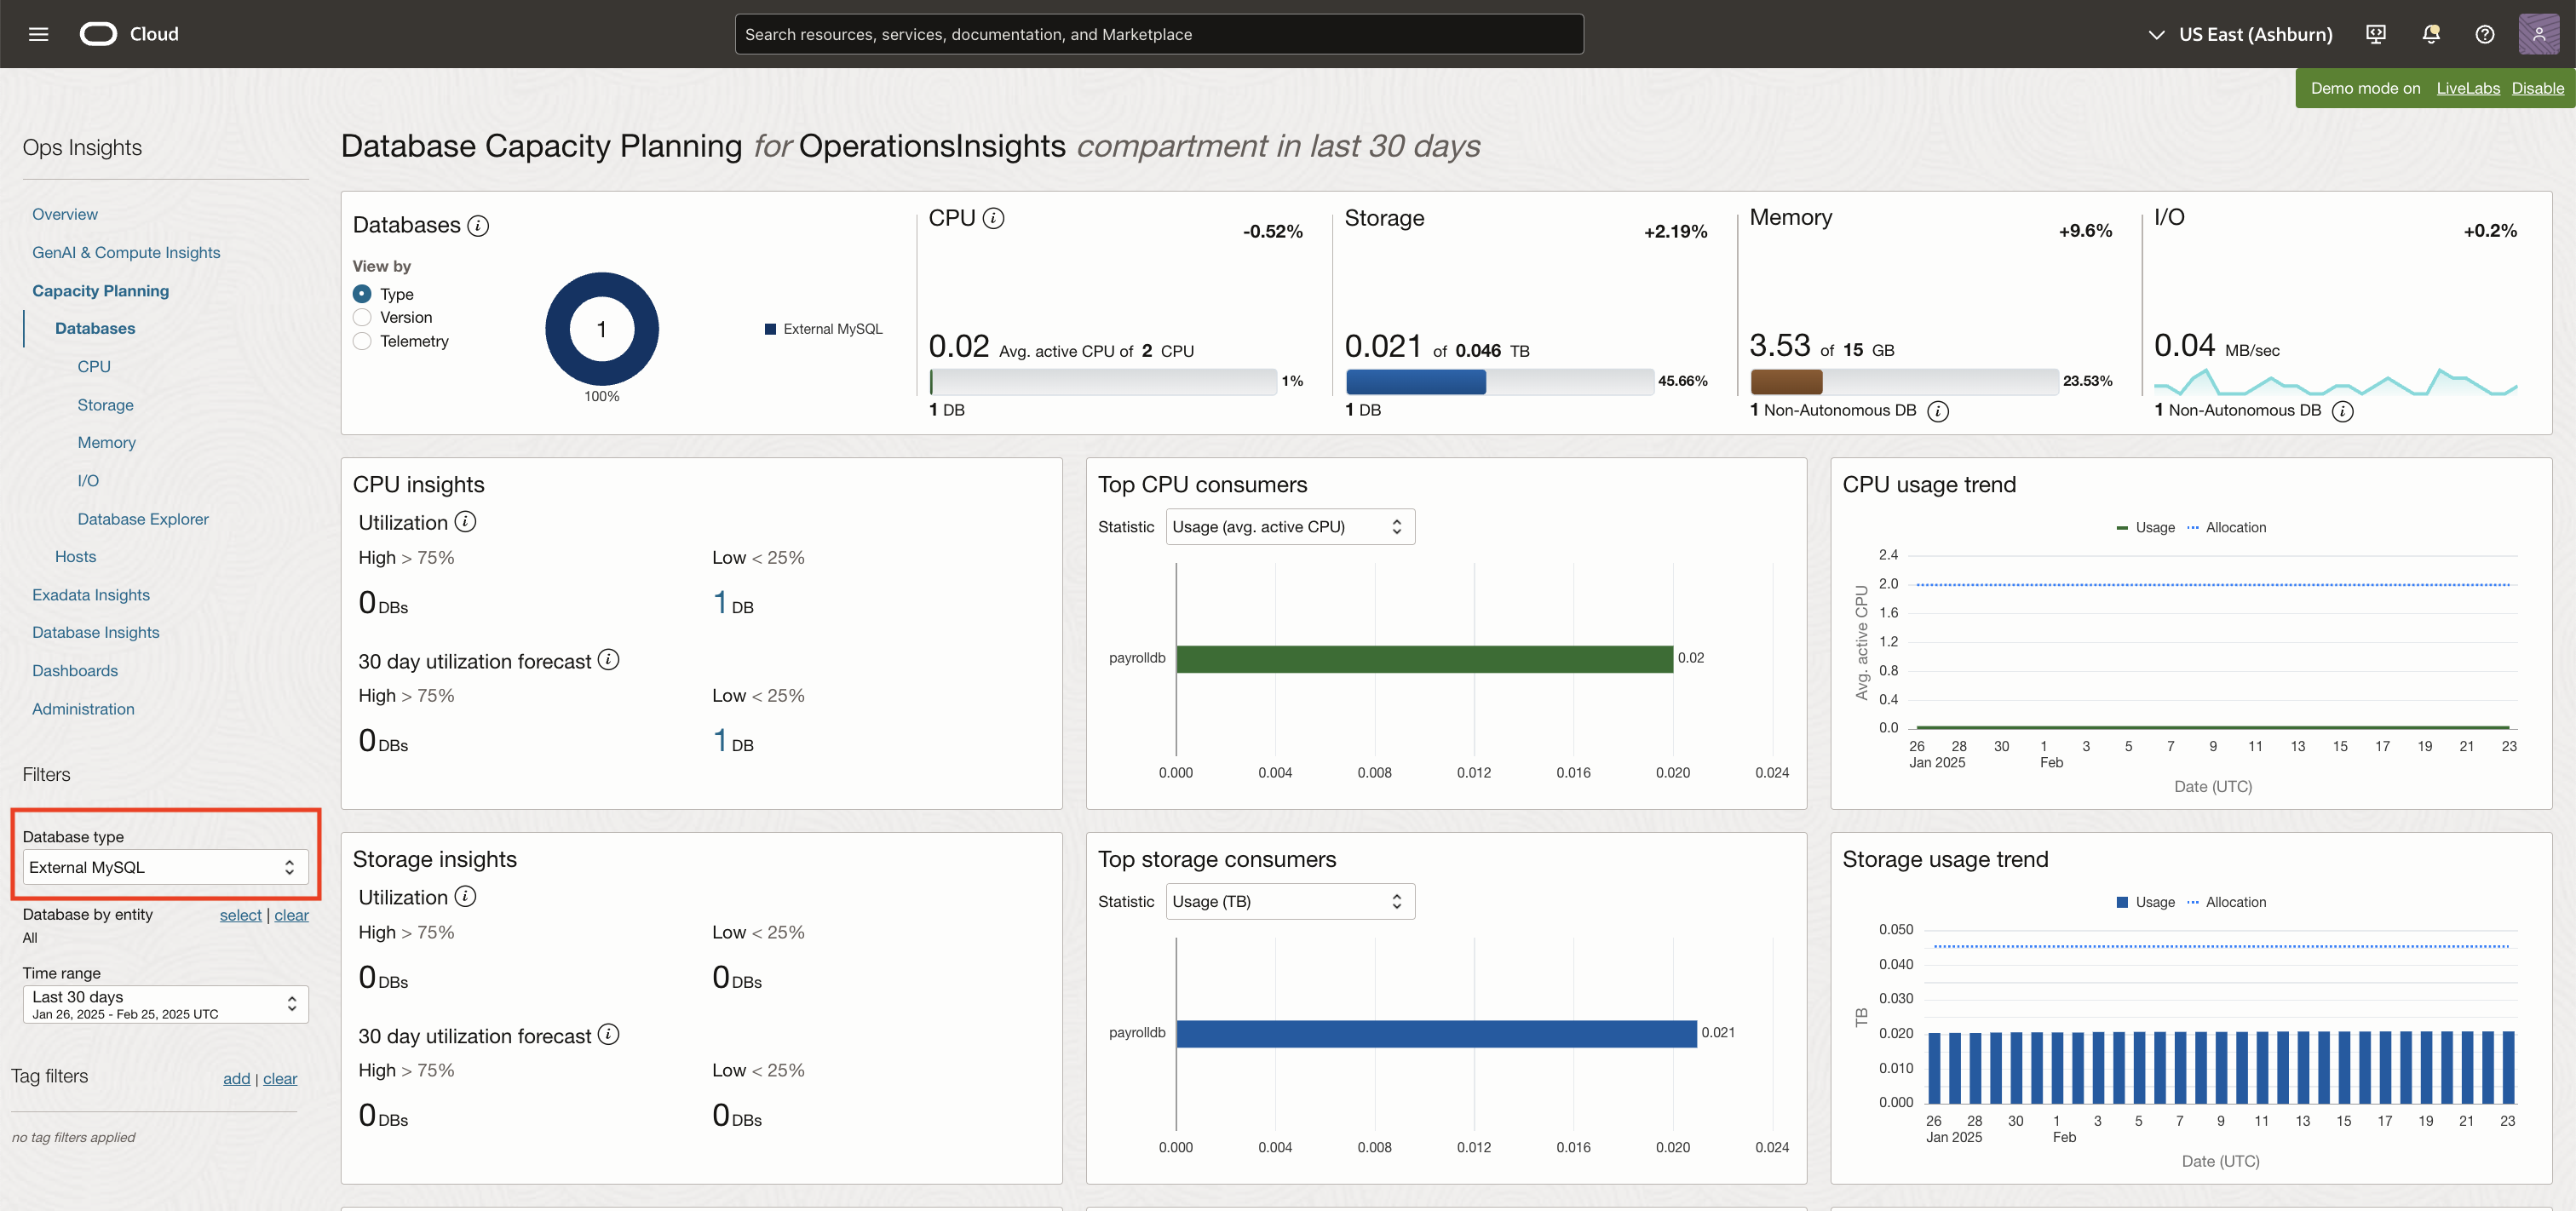 Cloud
Search resources, services, documentation, and Marketplace
US East (Ashburn)
Demo mode on LiveLabs Disable
Ops Insights
Overview
GenAI & Compute Insights
Capacity Planning
Databases
CPU
Storage
Memory
I/O
Database Explorer
Hosts
Exadata Insights
Database Insights
Dashboards
Administration
Filters
Database type
External MySQL
Database by entity select | clear
All
Time range
Last 30 days
Jan 26, 2025 - Feb 25, 2025 UTC
Tag filters add | clear
no tag filters applied
Database Capacity Planning for OperationsInsights compartment in last 30 days
Databases
View by
Type
Version
Telemetry
1
100%
External MySQL
CPU
-0.52%
0.02 Avg. active CPU of 2 CPU
1%
1 DB
Storage
+2.19%
0.021 of 0.046 TB
45.66%
1 DB
Memory
+9.6%
3.53 of 15 GB
23.53%
1 Non-Autonomous DB
I/O
+0.2%
0.04 MB/sec
1 Non-Autonomous DB
CPU insights
Utilization
High > 75% Low < 25%
0 DBs 1 DB
30 day utilization forecast
High > 75% Low < 25%
0 DBs 1 DB
Top CPU consumers
Statistic Usage (avg. active CPU)
payrolldb 0.02
0.000 0.004 0.008 0.012 0.016 0.020 0.024
CPU usage trend
Usage Allocation
Avg. active CPU
2.4
2.0
1.6
1.2
0.8
0.4
0.0
26 28 30 1 3 5 7 9 11 13 15 17 19 21 23
Jan 2025 Feb
Date (UTC)
Storage insights
Utilization
High > 75% Low < 25%
0 DBs 0 DBs
30 day utilization forecast
High > 75% Low < 25%
0 DBs 0 DBs
Top storage consumers
Statistic Usage (TB)
payrolldb 0.021
0.000 0.004 0.008 0.012 0.016 0.020 0.024
Storage usage trend
Usage Allocation
TB
0.050
0.040
0.030
0.020
0.010
0.000
26 28 30 1 3 5 7 9 11 13 15 17 19 21 23
Jan 2025 Feb
Date (UTC)